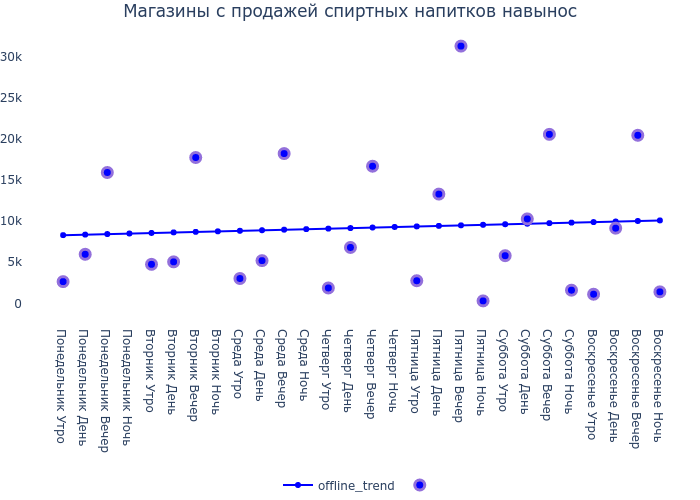 Магазины с продажей спиртных напитков навынос
30k
25k
20k
15k
10k
5k
0
Понедельник Утро
Понедельник День
Понедельник Вечер
Понедельник Ночь
Вторник Утро
Вторник День
Вторник Вечер
Вторник Ночь
Среда Утро
Среда День
Среда Вечер
Среда Ночь
Четверг Утро
Четверг День
Четверг Вечер
Четверг Ночь
Пятница Утро
Пятница День
Пятница Вечер
Пятница Ночь
Суббота Утро
Суббота День
Суббота Вечер
Суббота Ночь
Воскресенье Утро
Воскресенье День
Воскресенье Вечер
Воскресенье Ночь
offline_trend